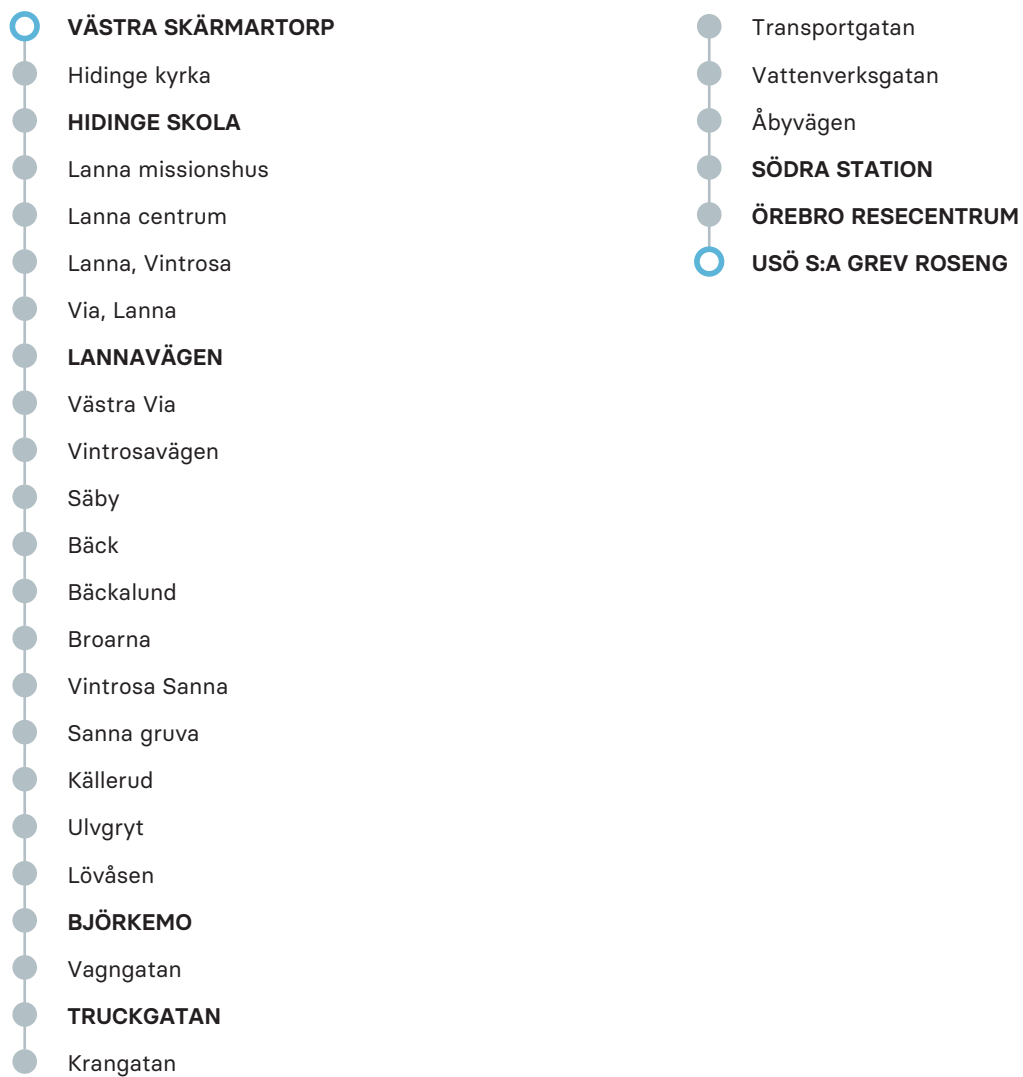 VÄSTRA SKÄRMARTORP
Hidinge kyrka
HIDINGE SKOLA
Lanna missionshus
Lanna centrum
Lanna, Vintrosa
Via, Lanna
LANNAVÄGEN
Västra Via
Vintrosavägen
Säby
Bäck
Bäckalund
Broarna
Vintrosa Sanna
Sanna gruva
Källerud
Ulvgryt
Lövåsen
BJÖRKEMO
Vagngatan
TRUCKGATAN
Krangatan
Transportgatan
Vattenverksgatan
Åbyvägen
SÖDRA STATION
ÖREBRO RESECENTRUM
USÖ S:A GREV ROSENG